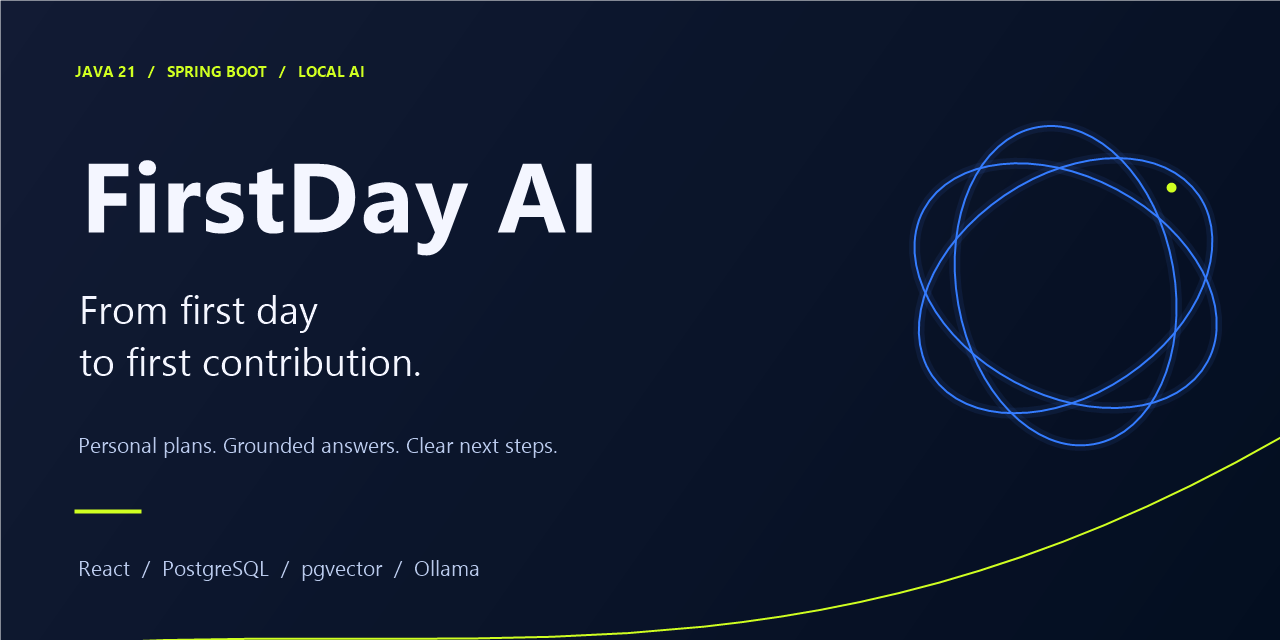 JAVA 21 / SPRING BOOT / LOCAL AI
FirstDay AI
From first day
to first contribution.
Personal plans. Grounded answers. Clear next steps.
React / PostgreSQL / pgvector / Ollama